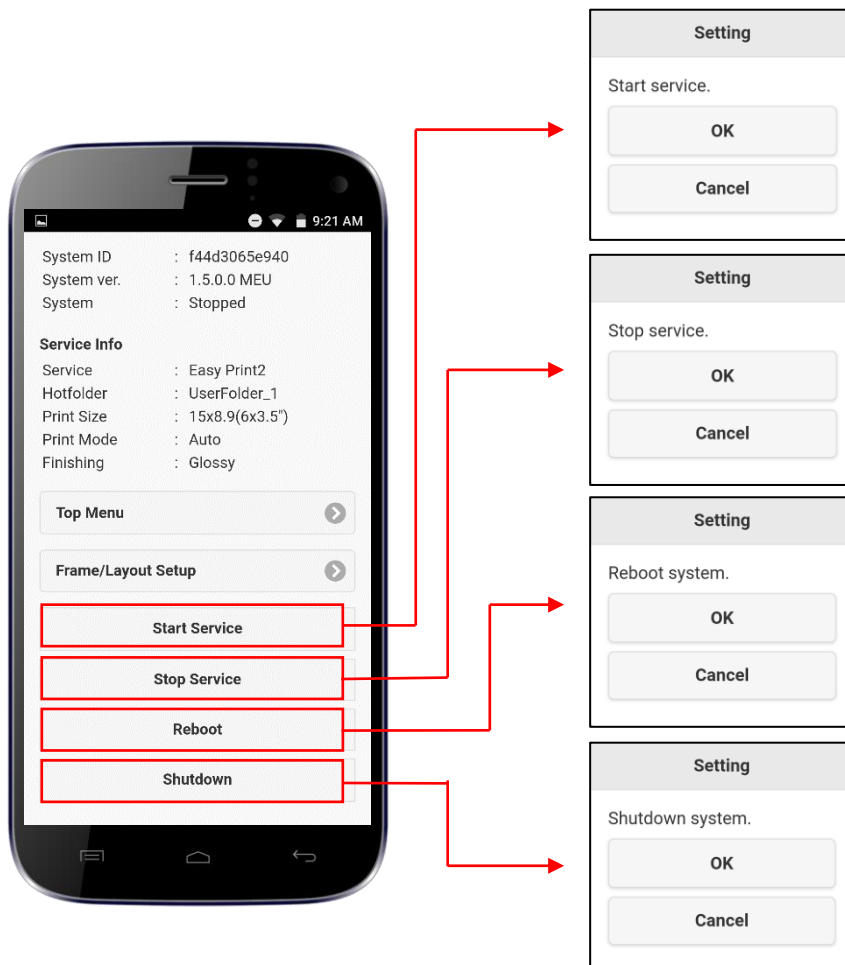 9:21 AM
System ID : f44d3065e940
System ver. : 1.5.0.0 MEU
System : Stopped
Service Info
Service : Easy Print2
Hotfolder : UserFolder_1
Print Size : 15x8.9(6x3.5")
Print Mode : Auto
Finishing : Glossy
Top Menu
Frame/Layout Setup
Start Service
Stop Service
Reboot
Shutdown
Setting
Start service.
OK
Cancel
Setting
Stop service.
OK
Cancel
Setting
Reboot system.
OK
Cancel
Setting
Shutdown system.
OK
Cancel